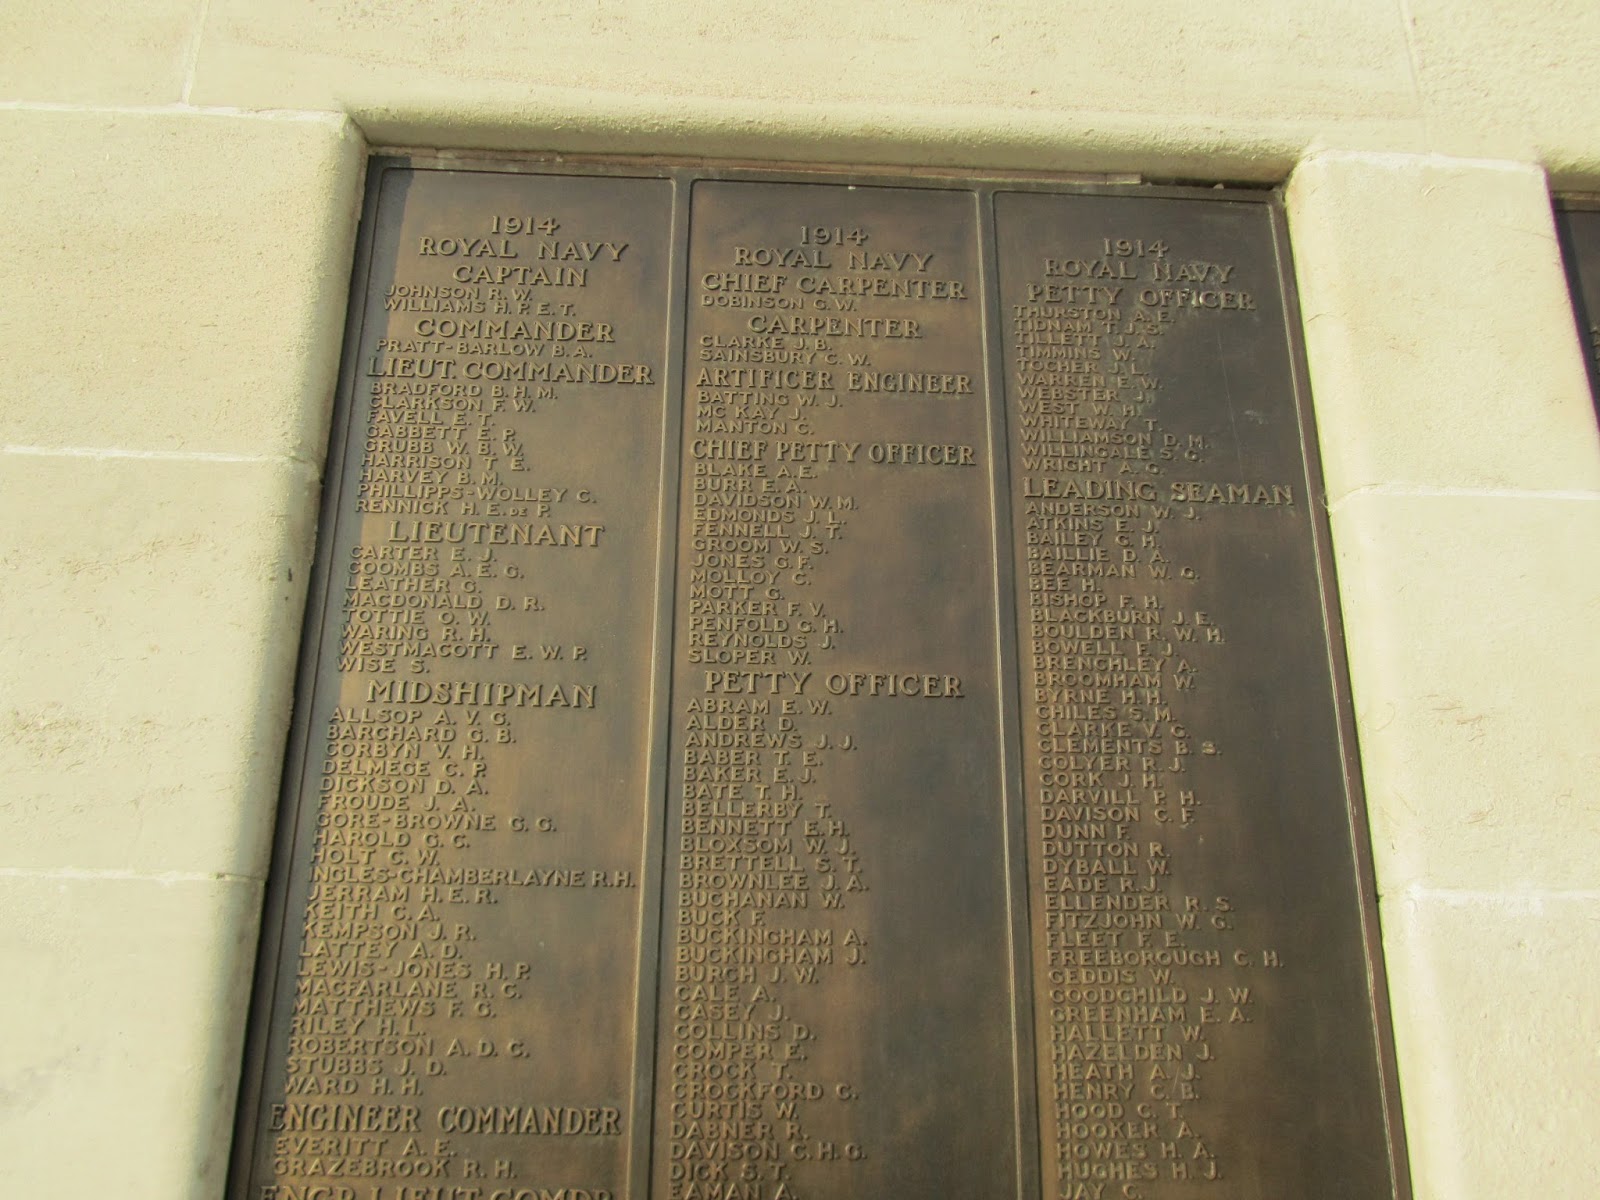 1914
ROYAL NAVY
CAPTAIN
JOHNSON R. W.
WILLIAMS H. P. E. T.
COMMANDER
PRATT-BARLOW B. A.
LIEUT. COMMANDER
BRADFORD B. H. M.
CLARKSON F. W.
FAVELL E. T.
GABBETT E. P.
GRUBB W. B. W.
HARRISON T. E.
HARVEY B. M.
PHILLIPPS-WOLLEY C.
RENNICK H. E. DE P.
LIEUTENANT
CARTER E. J.
COOMBS A. E. G.
LEATHER G.
MACDONALD D. R.
TOTTIE O. W.
WARING R. H.
WESTMACOTT E. W. P.
WISE S.
MIDSHIPMAN
ALLSOP A. V. G.
BARCHARD G. B.
CORBYN V. H.
DELMEGE C. P.
DICKSON D. A.
FROUDE J. A.
GORE-BROWNE G. G.
HAROLD G. C.
HOLT C. W.
INGLES-CHAMBERLAYNE R. H.
JERRAM H. E. R.
KEITH C. A.
KEMPSON J. R.
LATTEY A. D.
LEWIS-JONES H. P.
MACFARLANE R. C.
MATTHEWS F. G.
RILEY H. L.
ROBERTSON A. D. C.
STUBBS J. D.
WARD H. H.
ENGINEER COMMANDER
EVERITT A. E.
GRAZEBROOK R. H.
ENGR. LIEUT. COMDR.
1914
ROYAL NAVY
CHIEF CARPENTER
DOBINSON G. W.
CARPENTER
CLARKE J. B.
SAINSBURY C. W.
ARTIFICER ENGINEER
BATTING W. J.
MC KAY J.
MANTON C.
CHIEF PETTY OFFICER
BLAKE A. E.
BURR E. A.
DAVIDSON W. M.
EDMONDS J. L.
FENNELL J. T.
GROOM W. S.
JONES G. F.
MOLLOY C.
MOTT G.
PARKER F. V.
PENFOLD G. H.
REYNOLDS J.
SLOPER W.
PETTY OFFICER
ABRAM E. W.
ALDER D.
ANDREWS J. J.
BABER T. E.
BAKER E. J.
BATE T. H.
BELLERBY T.
BENNETT E. H.
BLOXSOM W. J.
BRETTELL S. T.
BROWNLEE J. A.
BUCHANAN W.
BUCK F.
BUCKINGHAM A.
BUCKINGHAM J.
BURCH J. W.
CALE A.
CASEY J.
COLLINS D.
COMPER E.
CROCK T.
CROCKFORD C.
CURTIS W.
DABNER R.
DAVISON C. H. G.
DICK S. T.
EAMAN A.
1914
ROYAL NAVY
PETTY OFFICER
THURSTON A. E.
TIDNAM T. J. S.
TILLETT J. A.
TIMMINS W.
TOCHER J. L.
WARREN E. W.
WEBSTER J.
WEST W. H.
WHITEWAY T.
WILLIAMSON D. M.
WILLINGALE S. C.
WRIGHT A. G.
LEADING SEAMAN
ANDERSON W. J.
ATKINS E. J.
BAILEY G. H.
BAILLIE D. A.
BEARMAN W. G.
BEE H.
BISHOP F. H.
BLACKBURN J. E.
BOULDEN R. W. H.
BOWELL F. J.
BRENCHLEY A.
BROOMHAM W.
BYRNE H. H.
CHILES S. M.
CLARKE V. G.
CLEMENTS B. S.
COLYER R. J.
CORK J. H.
DARVILL P. H.
DAVISON C. F.
DUNN F.
DUTTON R.
DYBALL W.
EADE R. J.
ELLENDER R. S.
FITZJOHN W. G.
FLEET F. E.
FREEBOROUGH C. H.
GEDDIS W.
GOODCHILD J. W.
GREENHAM E. A.
HALLETT W.
HAZELDEN J.
HEATH A. J.
HENRY C. B.
HOOD C. T.
HOOKER A.
HOWES H. A.
HUGHES H. J.
JAY C.